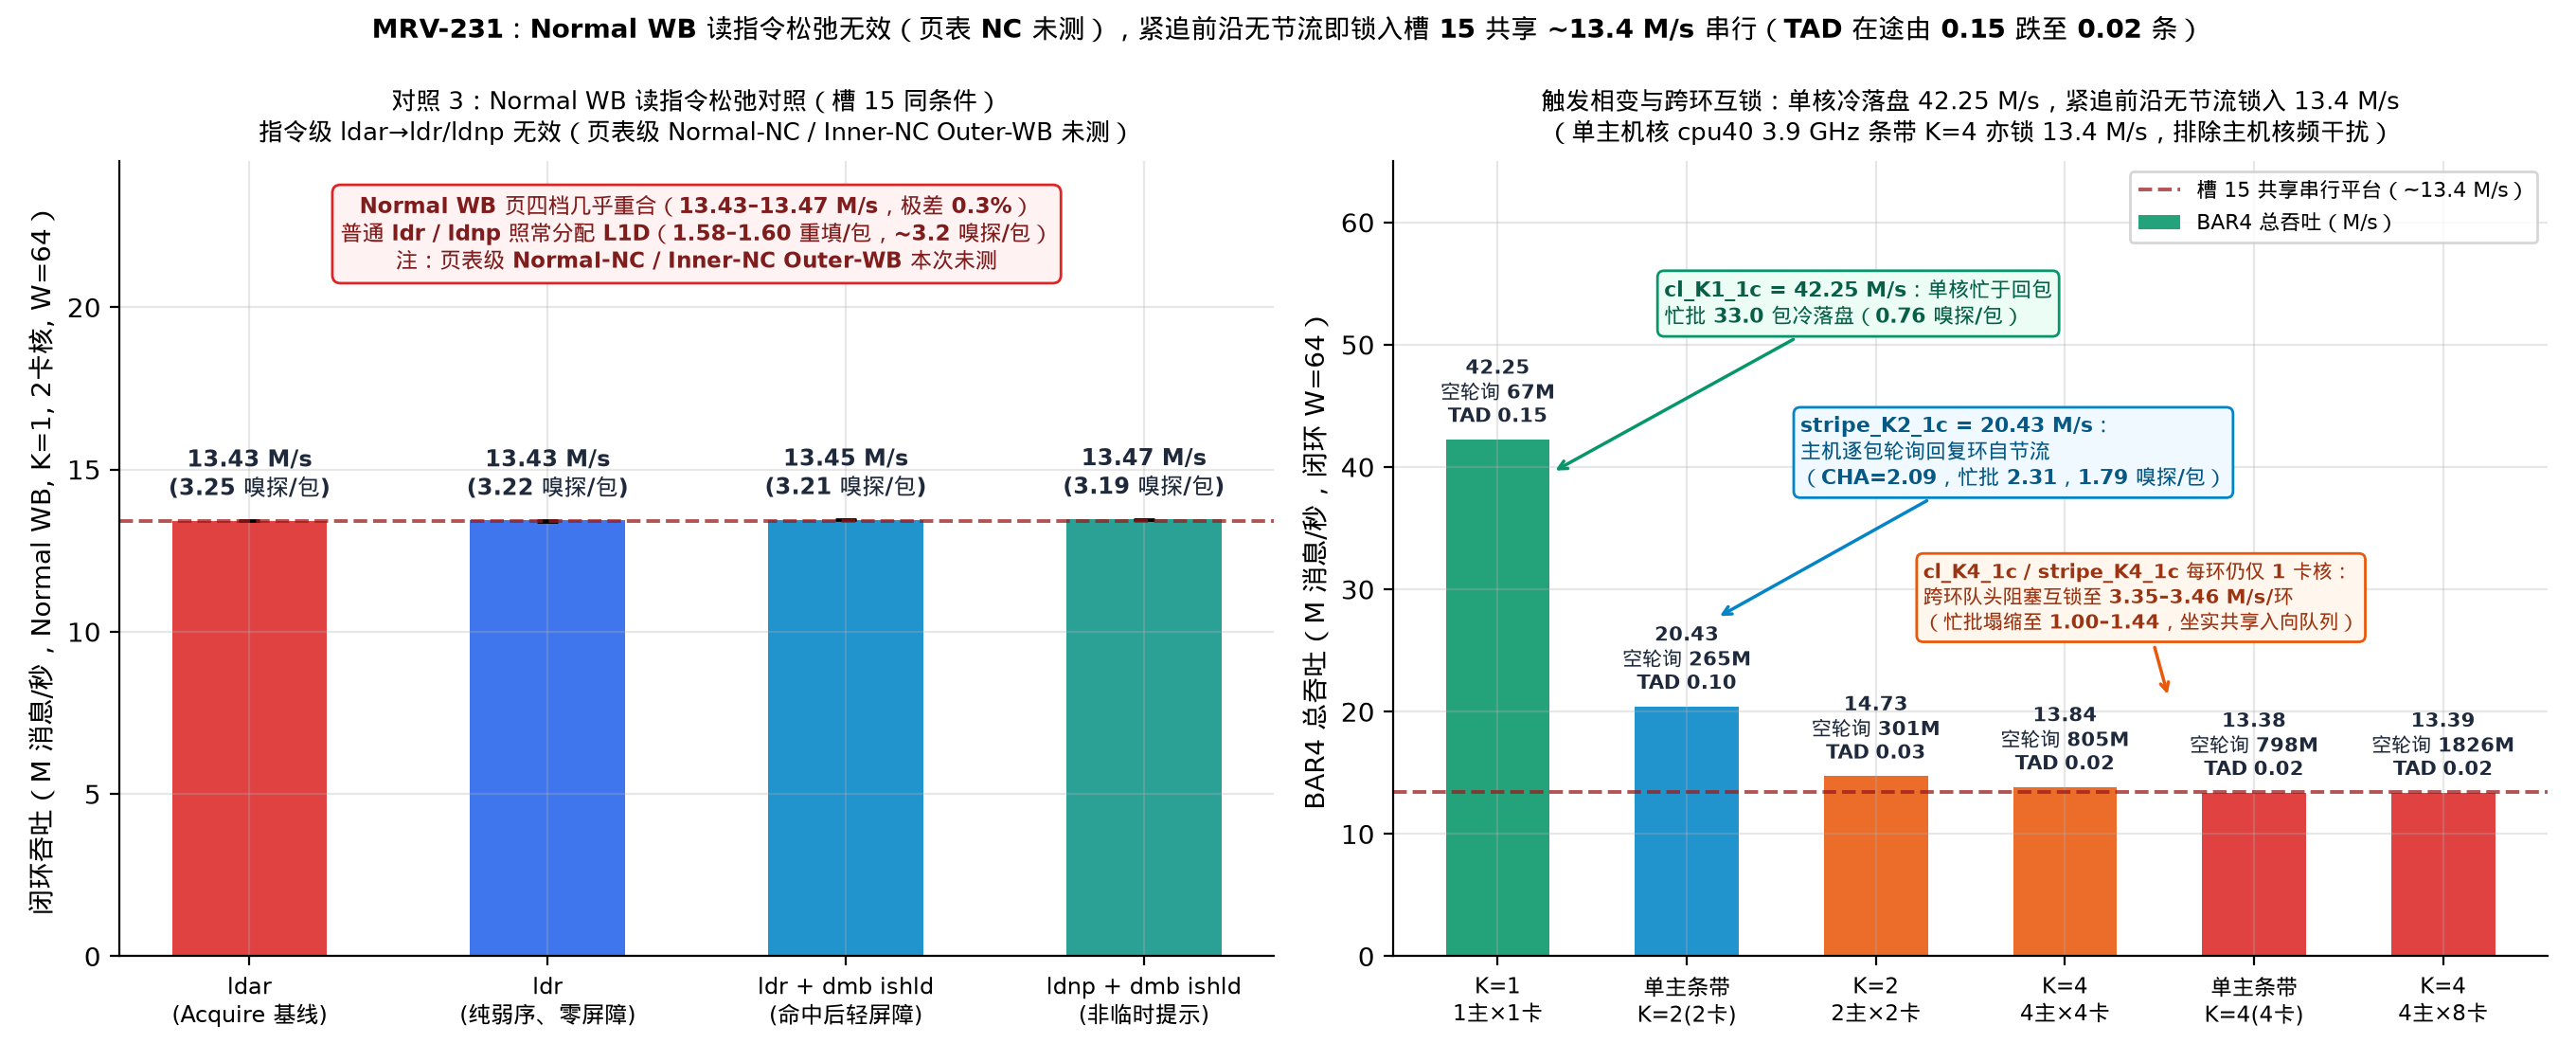 MRV-231：Normal WB 读指令松弛无效（页表 NC 未测），紧追前沿无节流即锁入槽 15 共享 ~13.4 M/s 串行（TAD 在途由 0.15 跌至 0.02 条）
对照 3：Normal WB 读指令松弛对照（槽 15 同条件）
指令级 ldar→ldr/ldnp 无效（页表级 Normal-NC / Inner-NC Outer-WB 未测）
闭环吞吐（M 消息/秒，Normal WB, K=1, 2卡核, W=64）
20
15
10
5
0
Normal WB 页四档几乎重合（13.43–13.47 M/s，极差 0.3%）
普通 ldr / ldnp 照常分配 L1D（1.58–1.60 重填/包，~3.2 嗅探/包）
注：页表级 Normal-NC / Inner-NC Outer-WB 本次未测
13.43 M/s
(3.25 嗅探/包)
13.43 M/s
(3.22 嗅探/包)
13.45 M/s
(3.21 嗅探/包)
13.47 M/s
(3.19 嗅探/包)
ldar
(Acquire 基线)
ldr
(纯弱序、零屏障)
ldr + dmb ishld
(命中后轻屏障)
ldnp + dmb ishld
(非临时提示)
触发相变与跨环互锁：单核冷落盘 42.25 M/s，紧追前沿无节流锁入 13.4 M/s
（单主机核 cpu40 3.9 GHz 条带 K=4 亦锁 13.4 M/s，排除主机核频干扰）
BAR4 总吞吐（M 消息/秒，闭环 W=64）
60
50
40
30
20
10
0
槽 15 共享串行平台（~13.4 M/s）
BAR4 总吞吐（M/s）
cl_K1_1c = 42.25 M/s：单核忙于回包
忙批 33.0 包冷落盘（0.76 嗅探/包）
stripe_K2_1c = 20.43 M/s：
主机逐包轮询回复环自节流
（CHA=2.09，忙批 2.31，1.79 嗅探/包）
cl_K4_1c / stripe_K4_1c 每环仍仅 1 卡核：
跨环队头阻塞互锁至 3.35–3.46 M/s/环
（忙批塌缩至 1.00–1.44，坐实共享入向队列）
42.25
空轮询 67M
TAD 0.15
20.43
空轮询 265M
TAD 0.10
14.73
空轮询 301M
TAD 0.03
13.84
空轮询 805M
TAD 0.02
13.38
空轮询 798M
TAD 0.02
13.39
空轮询 1826M
TAD 0.02
K=1
1主×1卡
单主条带
K=2(2卡)
K=2
2主×2卡
K=4
4主×4卡
单主条带
K=4(4卡)
K=4
4主×8卡